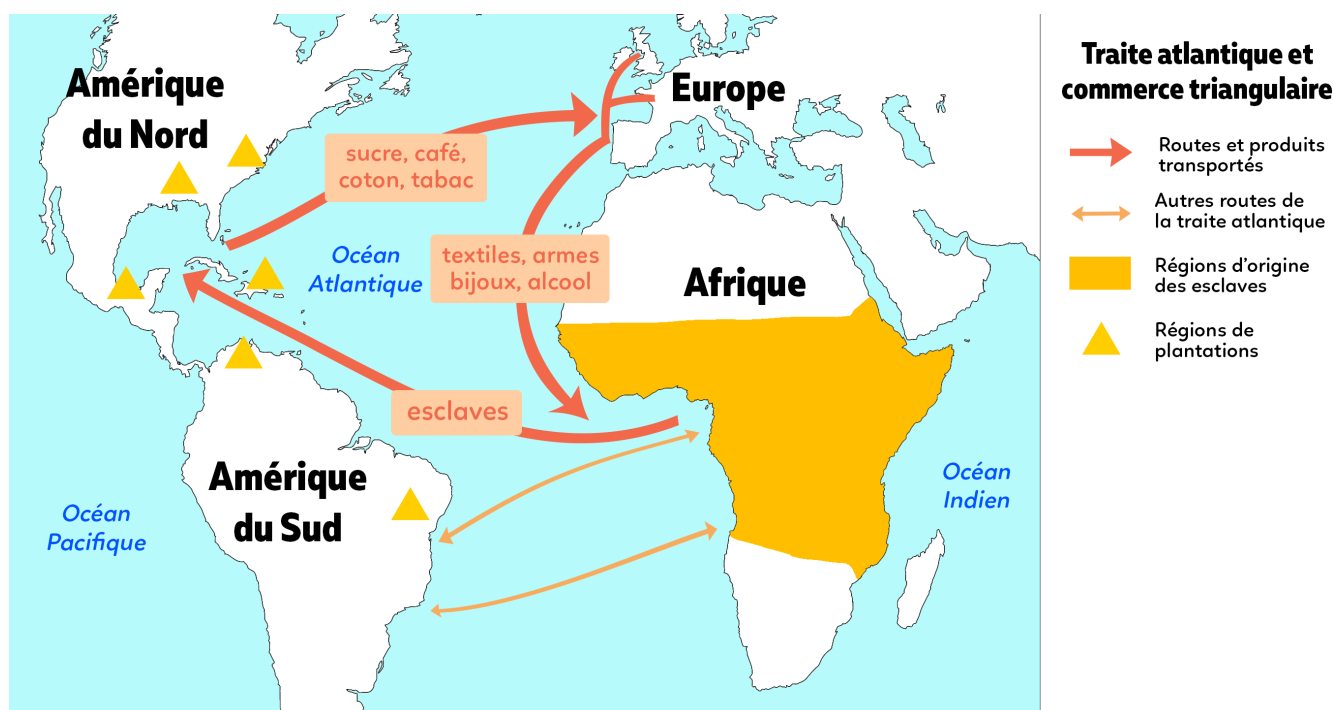 Amérique
du Nord
Europe
sucre, café,
coton, tabac
Océan
Atlantique
textiles, armes
bijoux, alcool
Afrique
esclaves
Amérique
du Sud
Océan
Pacifique
Océan
Indien
Traite atlantique et
commerce triangulaire
Routes et produits
transportés
Autres routes de
la traite atlantique
Régions d'origine
des esclaves
Régions de
plantations